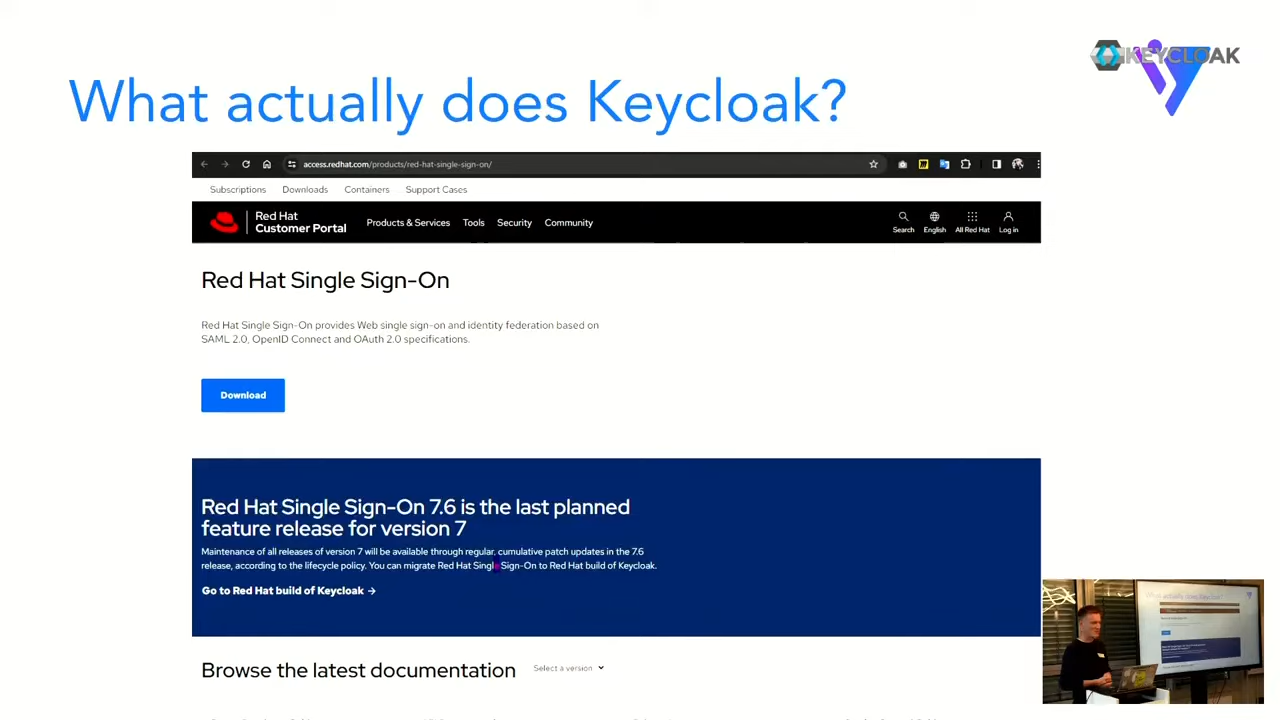 KEYCLOAK
What actually does Keycloak?
access.redhat.com/products/red-hat-single-sign-on/
Subscriptions Downloads Containers Support Cases
Red Hat
Customer Portal
Products & Services Tools Security Community
Search English All Red Hat Log in
Red Hat Single Sign-On
Red Hat Single Sign-On provides Web single sign-on and identity federation based on
SAML 2.0, OpenID Connect and OAuth 2.0 specifications.
Download
Red Hat Single Sign-On 7.6 is the last planned
feature release for version 7
Maintenance of all releases of version 7 will be available through regular, cumulative patch updates in the 7.6
release, according to the lifecycle policy. You can migrate Red Hat Single Sign-On to Red Hat build of Keycloak.
Go to Red Hat build of Keycloak →
Browse the latest documentation Select a version
What actually does Keycloak?